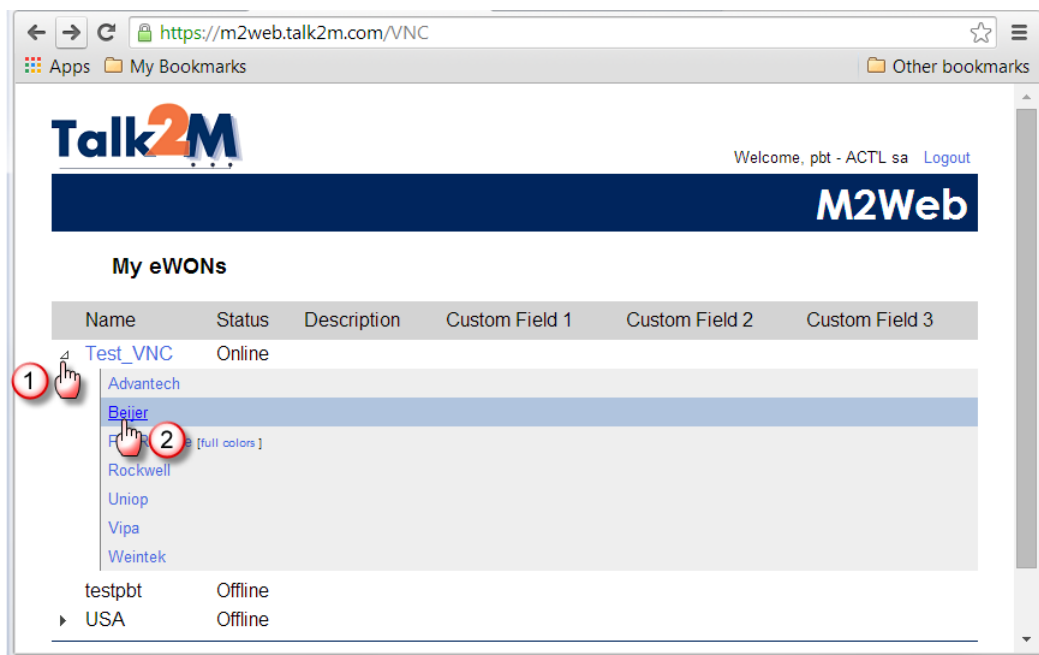 https://m2web.talk2m.com/VNC
Apps My Bookmarks Other bookmarks
Talk2M
Welcome, pbt - ACT'L sa Logout
M2Web
My eWONs
Name Status Description Custom Field 1 Custom Field 2 Custom Field 3
Test_VNC Online
1
Advantech
Beijer
2
[full colors]
Rockwell
Uniop
Vipa
Weintek
testpbt Offline
USA Offline